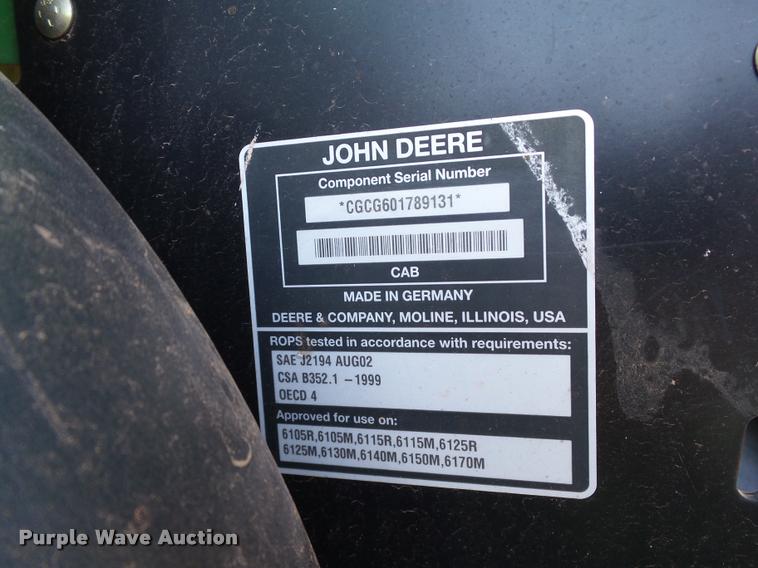 JOHN DEERE
Component Serial Number
*CGCG601789131*
CAB
MADE IN GERMANY
DEERE & COMPANY, MOLINE, ILLINOIS, USA
ROPS tested in accordance with requirements:
SAE J2194 AUG02
CSA B352.1 -1999
OECD 4
Approved for use on:
6105R,6105M,6115R,6115M,6125R
6125M,6130M,6140M,6150M,6170M
Purple Wave Auction